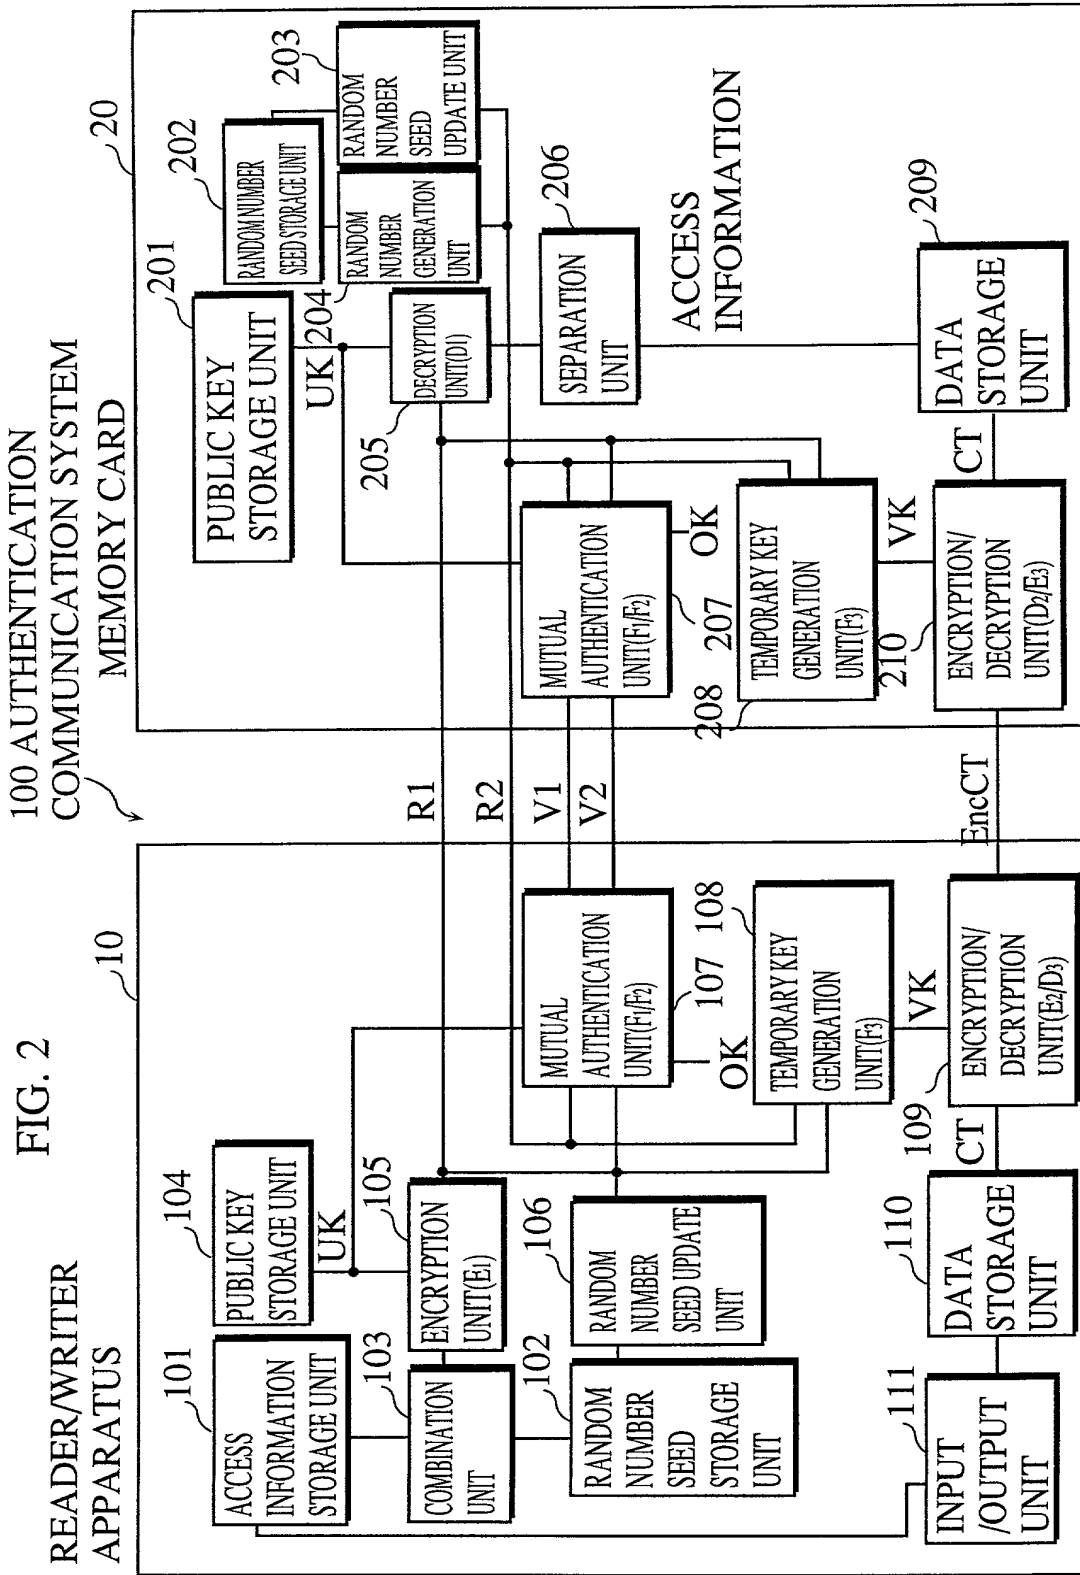 FIG. 2
100 AUTHENTICATION
COMMUNICATION SYSTEM
READER/WRITER
APPARATUS
10
MEMORY CARD
20
101
ACCESS
INFORMATION
STORAGE UNIT
104
PUBLIC KEY
STORAGE UNIT
UK
103
COMBINATION
UNIT
105
ENCRYPTION
UNIT(E1)
102
RANDOM
NUMBER
SEED
STORAGE
UNIT
106
RANDOM
NUMBER
SEED UPDATE
UNIT
MUTUAL
AUTHENTICATION
UNIT(F1/F2)
107
OK
108
TEMPORARY KEY
GENERATION
UNIT(F3)
VK
111
INPUT
/OUTPUT
UNIT
110
DATA
STORAGE
UNIT
CT
109
ENCRYPTION/
DECRYPTION
UNIT(E2/D3)
R1
R2
V1
V2
EncCT
201
PUBLIC KEY
STORAGE UNIT
UK
202
RANDOM NUMBER
SEED STORAGE UNIT
203
RANDOM
NUMBER
SEED
UPDATE UNIT
204
RANDOM
NUMBER
GENERATION
UNIT
205
DECRYPTION
UNIT(D1)
206
SEPARATION
UNIT
ACCESS
INFORMATION
MUTUAL
AUTHENTICATION
UNIT(F1/F2)
207
OK
208
TEMPORARY KEY
GENERATION
UNIT(F3)
VK
210
ENCRYPTION/
DECRYPTION
UNIT(D2/E3)
CT
209
DATA
STORAGE
UNIT